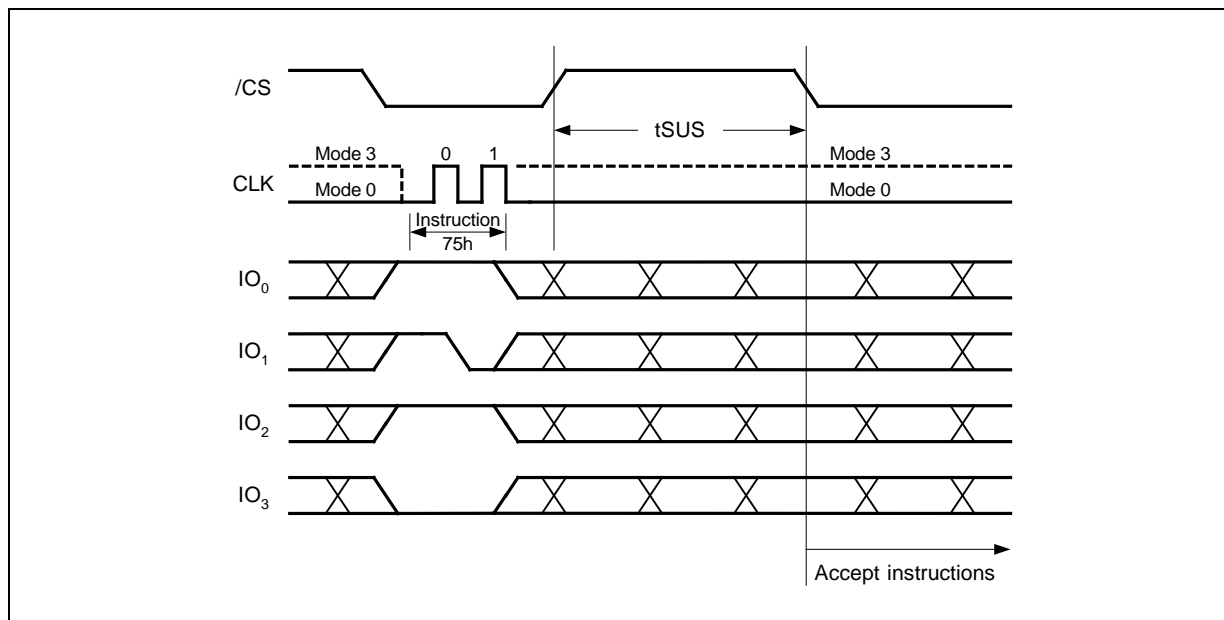 /CS
tSUS
Mode 3 0 1 Mode 3
CLK
Mode 0 Mode 0
Instruction
75h
IO0
IO1
IO2
IO3
Accept instructions